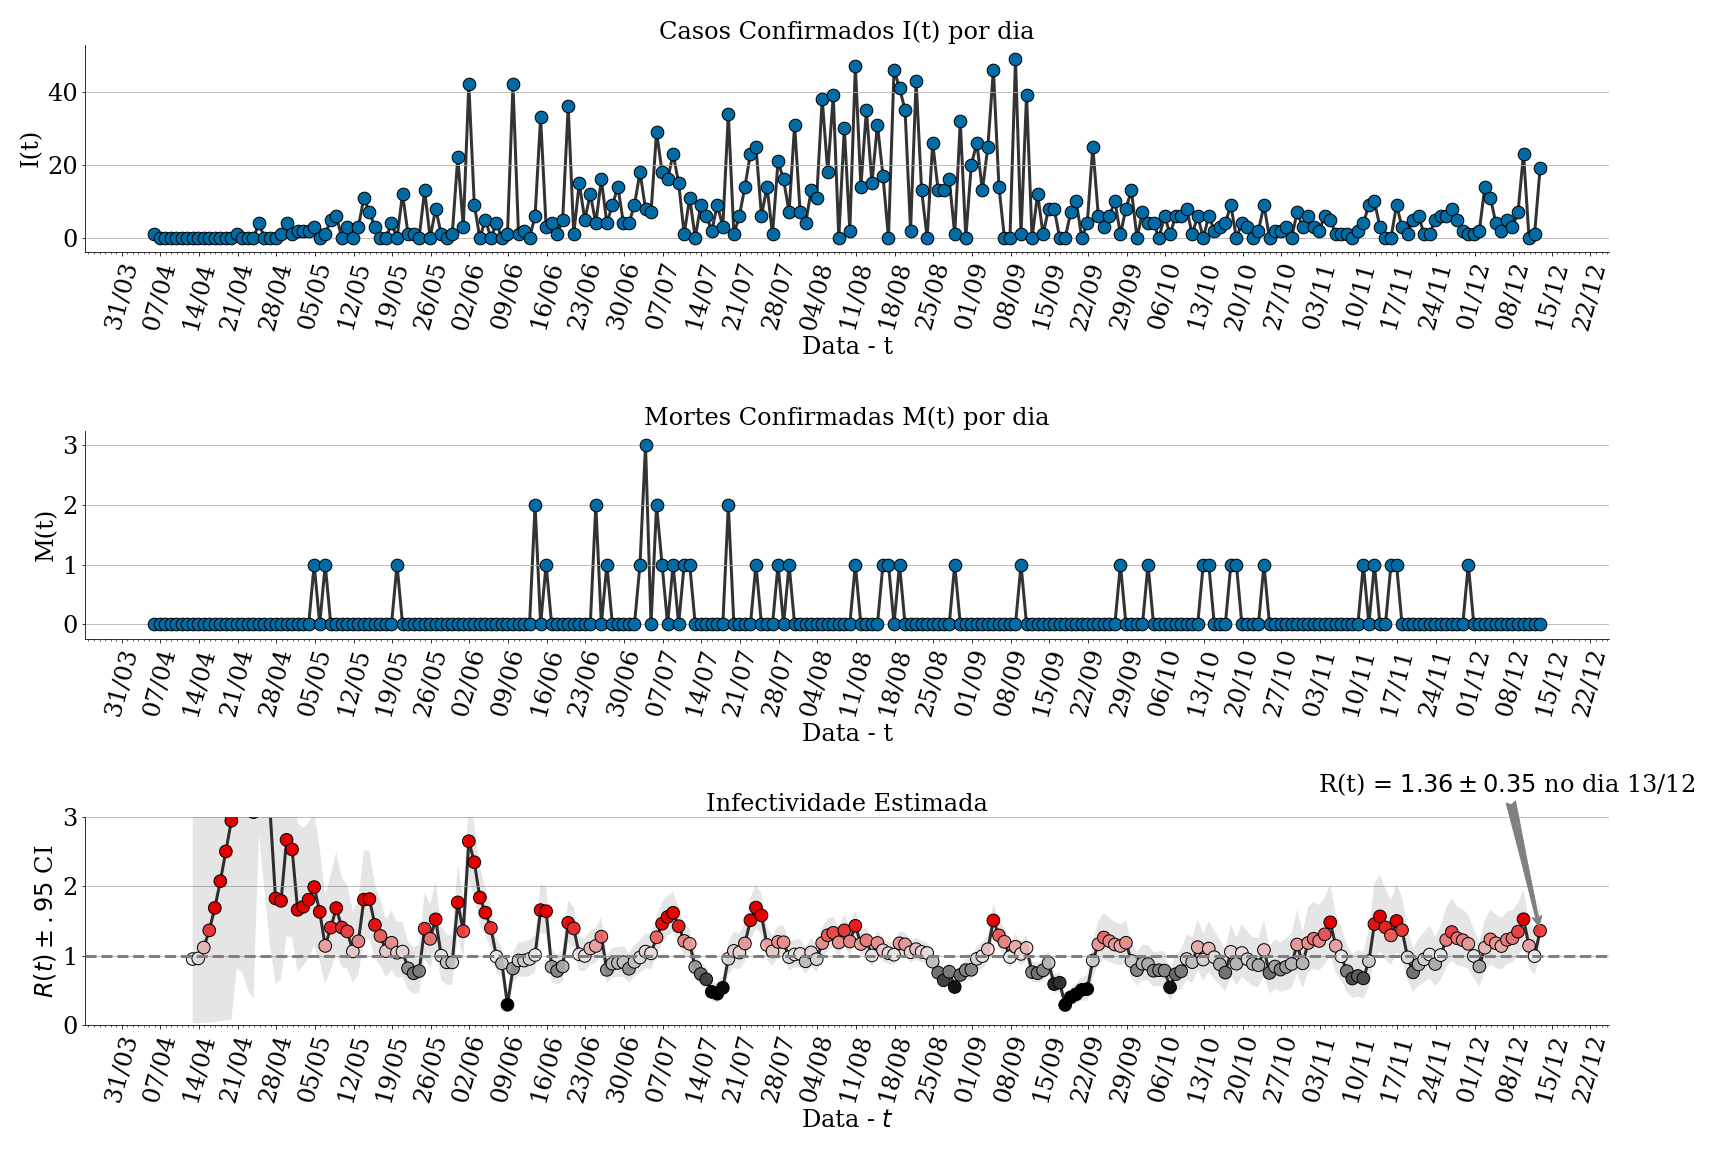 Casos Confirmados I(t) por dia
I(t)
40
20
0
31/03 07/04 14/04 21/04 28/04 05/05 12/05 19/05 26/05 02/06 09/06 16/06 23/06 30/06 07/07 14/07 21/07 28/07 04/08 11/08 18/08 25/08 01/09 08/09 15/09 22/09 29/09 06/10 13/10 20/10 27/10 03/11 10/11 17/11 24/11 01/12 08/12 15/12 22/12
Data - t
Mortes Confirmadas M(t) por dia
M(t)
3
2
1
0
31/03 07/04 14/04 21/04 28/04 05/05 12/05 19/05 26/05 02/06 09/06 16/06 23/06 30/06 07/07 14/07 21/07 28/07 04/08 11/08 18/08 25/08 01/09 08/09 15/09 22/09 29/09 06/10 13/10 20/10 27/10 03/11 10/11 17/11 24/11 01/12 08/12 15/12 22/12
Data - t
R(t) = 1.36 ± 0.35 no dia 13/12
Infectividade Estimada
R(t) ± .95 CI
3
2
1
0
31/03 07/04 14/04 21/04 28/04 05/05 12/05 19/05 26/05 02/06 09/06 16/06 23/06 30/06 07/07 14/07 21/07 28/07 04/08 11/08 18/08 25/08 01/09 08/09 15/09 22/09 29/09 06/10 13/10 20/10 27/10 03/11 10/11 17/11 24/11 01/12 08/12 15/12 22/12
Data - t